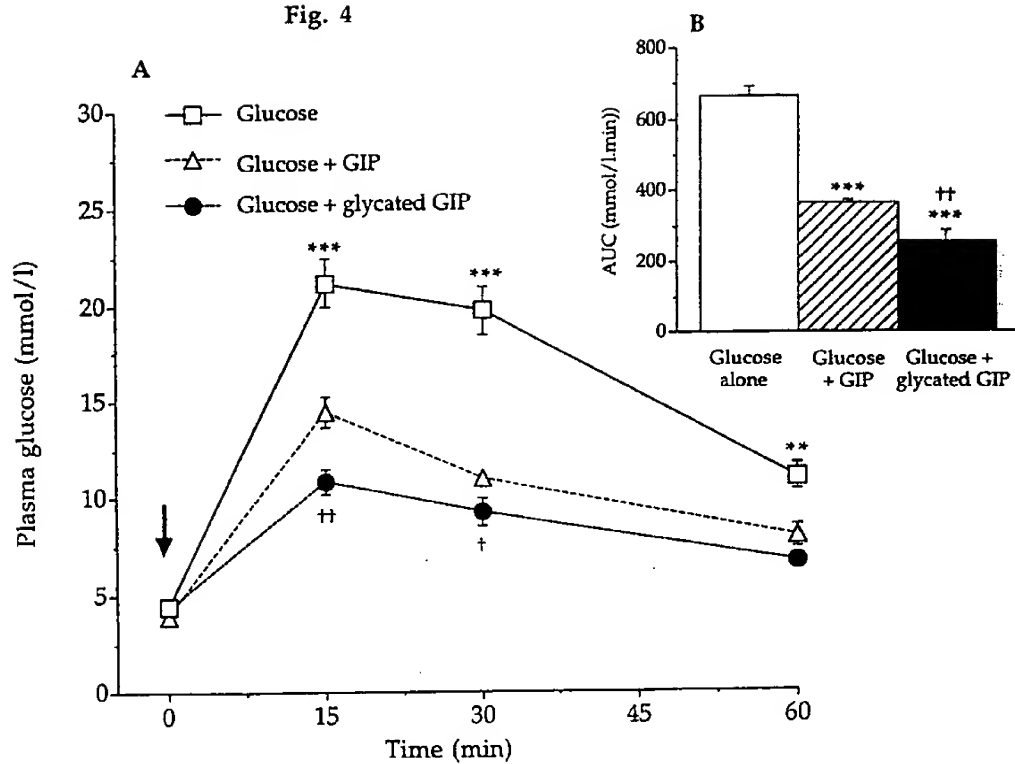 Fig. 4
A
Glucose
Glucose + GIP
Glucose + glycated GIP
30
25
20
15
10
5
0
Plasma glucose (mmol/l)
***
***
**
††
†
0
15
30
45
60
Time (min)
B
800
600
400
200
0
AUC (mmol/l.min))
***
††
***
Glucose
alone
Glucose
+ GIP
Glucose +
glycated GIP